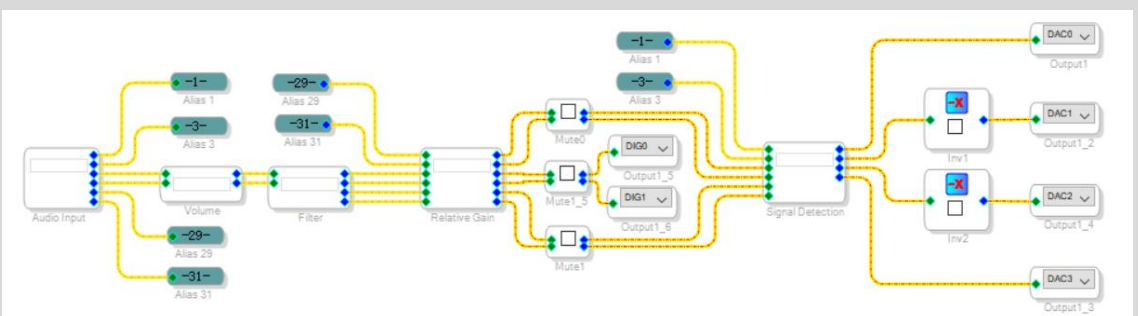 -1-
Alias 1
-3-
Alias 3
Audio Input
Volume
-29-
Alias 29
-31-
Alias 31
-29-
Alias 29
-31-
Alias 31
Filter
Relative Gain
Mute0
Mute1_5
Mute1
DIG0
Output1_5
DIG1
Output1_6
-1-
Alias 1
-3-
Alias 3
Signal Detection
-X
Inv1
-X
Inv2
DAC0
Output1
DAC1
Output1_2
DAC2
Output1_4
DAC3
Output1_3